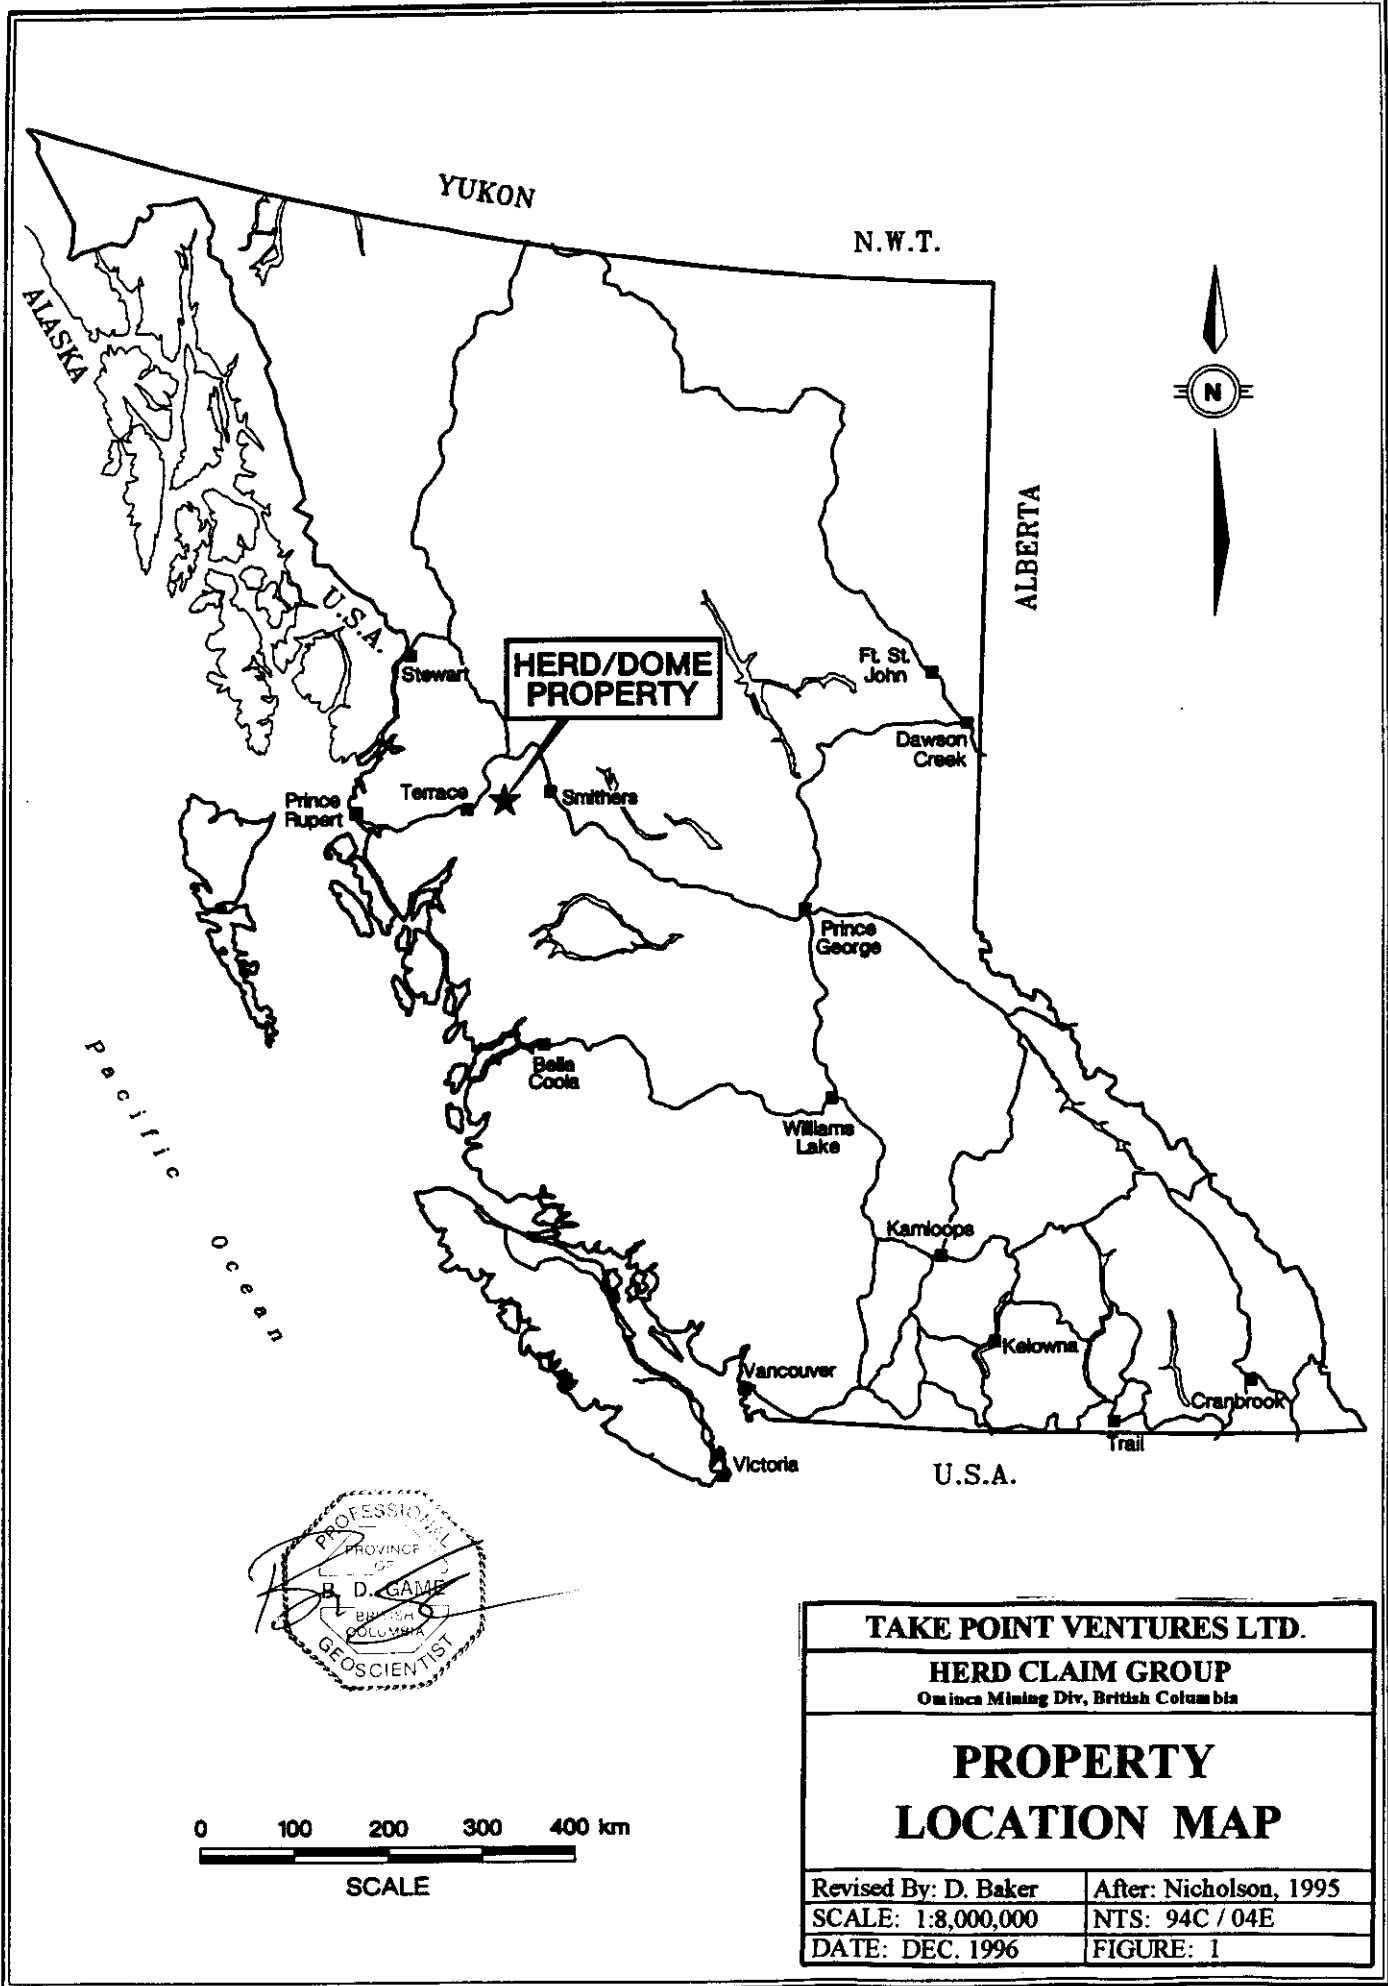 YUKON
N.W.T.
ALASKA
N
ALBERTA
U.S.A.
Stewart
HERD/DOME
PROPERTY
Ft. St.
John
Dawson
Creek
Prince
Rupert
Terrace
Smithers
Prince
George
Pacific
Ocean
Bella
Coola
Williams
Lake
Kamloops
Kelowna
Vancouver
Cranbrook
Trail
Victoria
U.S.A.
PROFESSIONAL
PROVINCE
OF
B. D. GAME
BRITISH
COLUMBIA
GEOSCIENTIST
0 100 200 300 400 km
SCALE
TAKE POINT VENTURES LTD.
HERD CLAIM GROUP
Omineca Mining Div, British Columbia
PROPERTY
LOCATION MAP
Revised By: D. Baker
After: Nicholson, 1995
SCALE: 1:8,000,000
NTS: 94C / 04E
DATE: DEC. 1996
FIGURE: 1